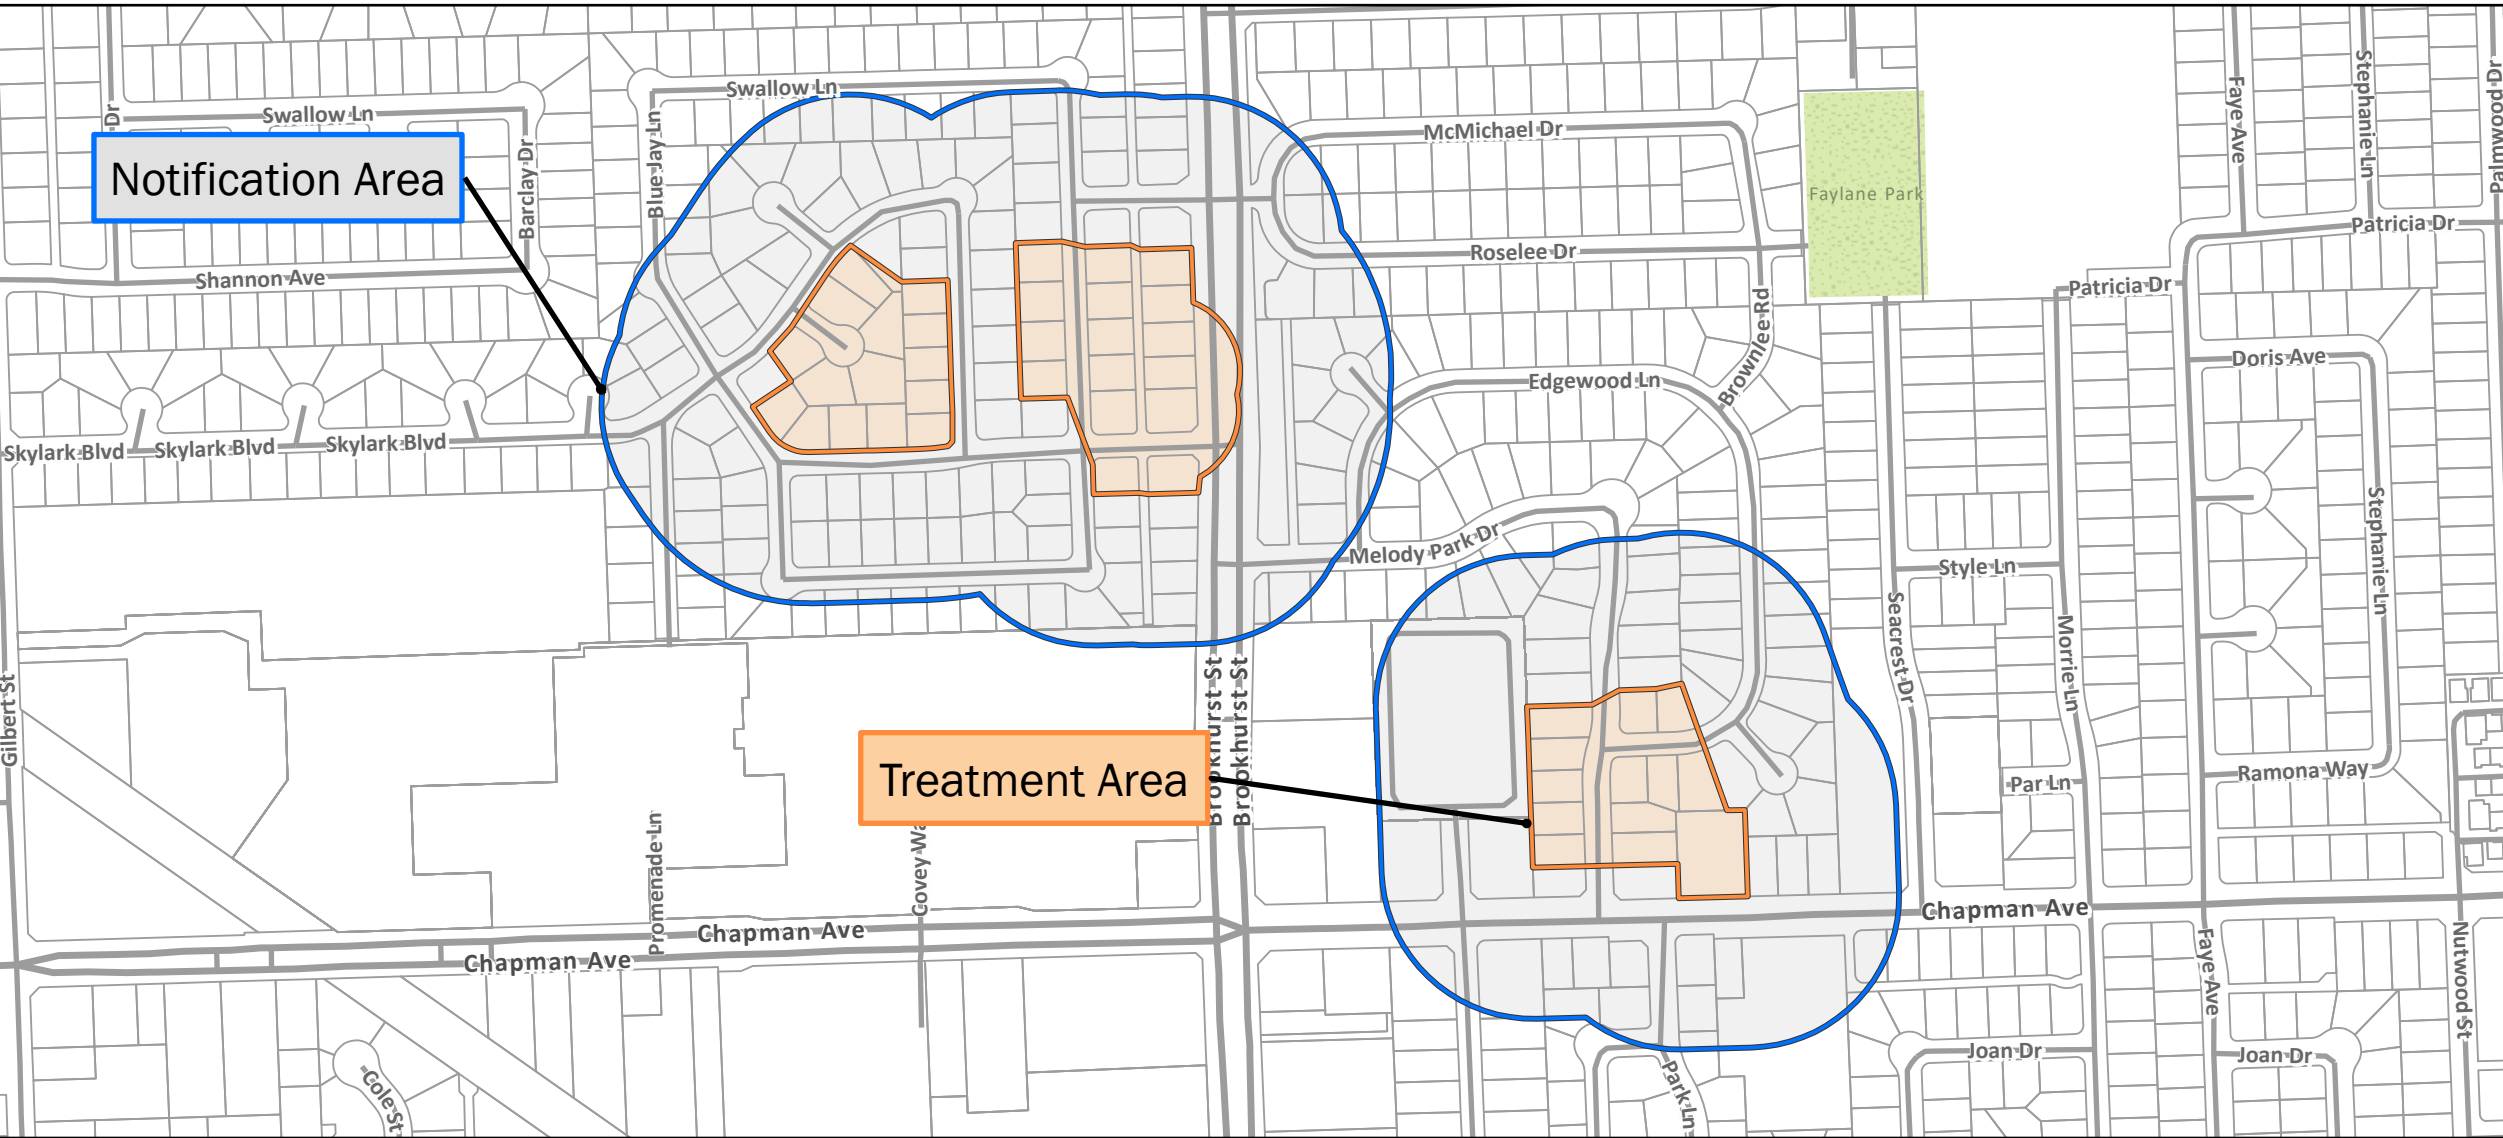 Swallow Ln
Swallow Ln
Dr
Barclay Dr
Blue Jay Ln
Notification Area
Shannon Ave
Skylark Blvd
Skylark Blvd
Skylark Blvd
McMichael Dr
Roselee Dr
Faylane Park
Faye Ave
Stephanie Ln
Palmwood Dr
Patricia Dr
Patricia Dr
Brownlee Rd
Edgewood Ln
Doris Ave
Melody Park Dr
Style Ln
Stephanie Ln
Seacrest Dr
Morrie Ln
Gilbert St
Brookhurst St
Brookhurst St
Treatment Area
Par Ln
Ramona Way
Promenade Ln
Covey Wa
Chapman Ave
Chapman Ave
Chapman Ave
Faye Ave
Nutwood St
Joan Dr
Joan Dr
Cole St
Park Ln